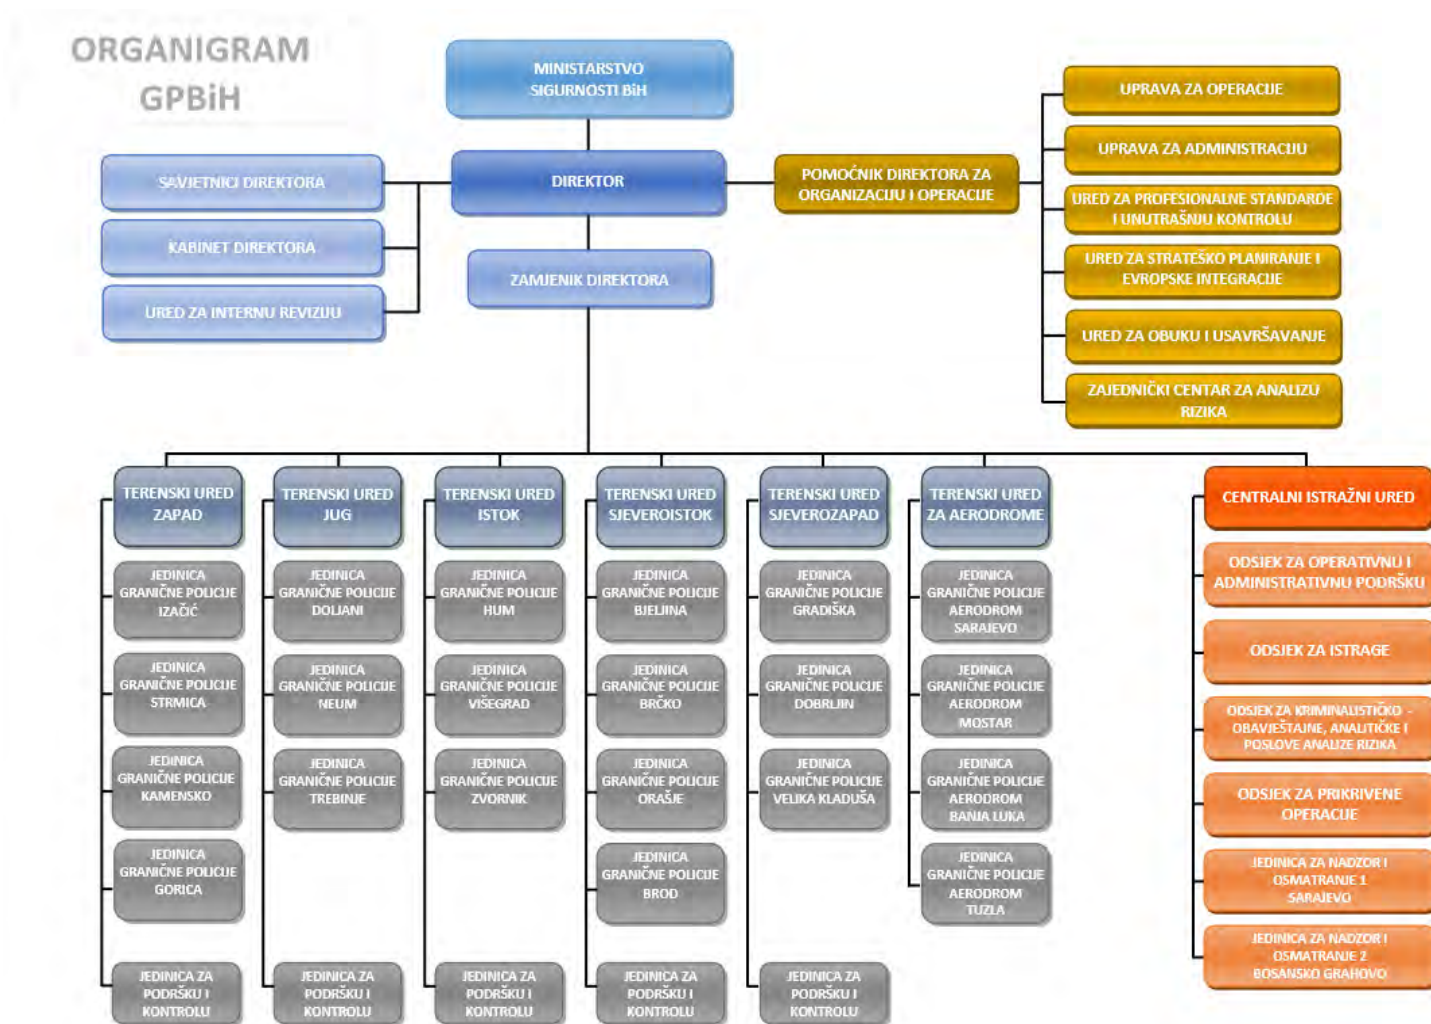 ORGANIGRAM
GPBiH
MINISTARSTVO
SIGURNOSTI BiH
DIREKTOR
ZAMJENIK DIREKTORA
SAVJETNICI DIREKTORA
KABINET DIREKTORA
URED ZA INTERNU REVIZIJU
POMOĆNIK DIREKTORA ZA
ORGANIZACIJU I OPERACIJE
UPRAVA ZA OPERACIJE
UPRAVA ZA ADMINISTRACIJU
URED ZA PROFESIONALNE STANDARDE
I UNUTRAŠNJU KONTROLU
URED ZA STRATEŠKO PLANIRANJE I
EVROPSKE INTEGRACIJE
URED ZA OBUKU I USAVRŠAVANJE
ZAJEDNIČKI CENTAR ZA ANALIZU
RIZIKA
TERENSKI URED
ZAPAD
JEDINICA
GRANIČNE POLICIJE
IZAČIĆ
JEDINICA
GRANIČNE POLICIJE
STRMICA
JEDINICA
GRANIČNE POLICIJE
KAMENSKO
JEDINICA
GRANIČNE POLICIJE
GORICA
JEDINICA ZA
PODRŠKU I
KONTROLU
TERENSKI URED
JUG
JEDINICA
GRANIČNE POLICIJE
DOLJANI
JEDINICA
GRANIČNE POLICIJE
NEUM
JEDINICA
GRANIČNE POLICIJE
TREBINJE
JEDINICA ZA
PODRŠKU I
KONTROLU
TERENSKI URED
ISTOK
JEDINICA
GRANIČNE POLICIJE
HUM
JEDINICA
GRANIČNE POLICIJE
VIŠEGRAD
JEDINICA
GRANIČNE POLICIJE
ZVORNIK
JEDINICA ZA
PODRŠKU I
KONTROLU
TERENSKI URED
SJEVEROISTOK
JEDINICA
GRANIČNE POLICIJE
BJELJINA
JEDINICA
GRANIČNE POLICIJE
BRČKO
JEDINICA
GRANIČNE POLICIJE
ORAŠJE
JEDINICA
GRANIČNE POLICIJE
BROD
JEDINICA ZA
PODRŠKU I
KONTROLU
TERENSKI URED
SJEVEROZAPAD
JEDINICA
GRANIČNE POLICIJE
GRADIŠKA
JEDINICA
GRANIČNE POLICIJE
DOBRLJIN
JEDINICA
GRANIČNE POLICIJE
VELIKA KLADUŠA
JEDINICA ZA
PODRŠKU I
KONTROLU
TERENSKI URED
ZA AERODROME
JEDINICA
GRANIČNE POLICIJE
AERODROM
SARAJEVO
JEDINICA
GRANIČNE POLICIJE
AERODROM
MOSTAR
JEDINICA
GRANIČNE POLICIJE
AERODROM
BANJA LUKA
JEDINICA
GRANIČNE POLICIJE
AERODROM
TUZLA
CENTRALNI ISTRAŽNI URED
ODSJEK ZA OPERATIVNU I
ADMINISTRATIVNU PODRŠKU
ODSJEK ZA ISTRAGE
ODSJEK ZA KRIMINALISTIČKO -
OBAVJEŠTAJNE, ANALITIČKE I
POSLOVE ANALIZE RIZIKA
ODSJEK ZA PRIKRIVENE
OPERACIJE
JEDINICA ZA NADZOR I
OSMATRANJE 1
SARAJEVO
JEDINICA ZA NADZOR I
OSMATRANJE 2
BOSANSKO GRAHOVO